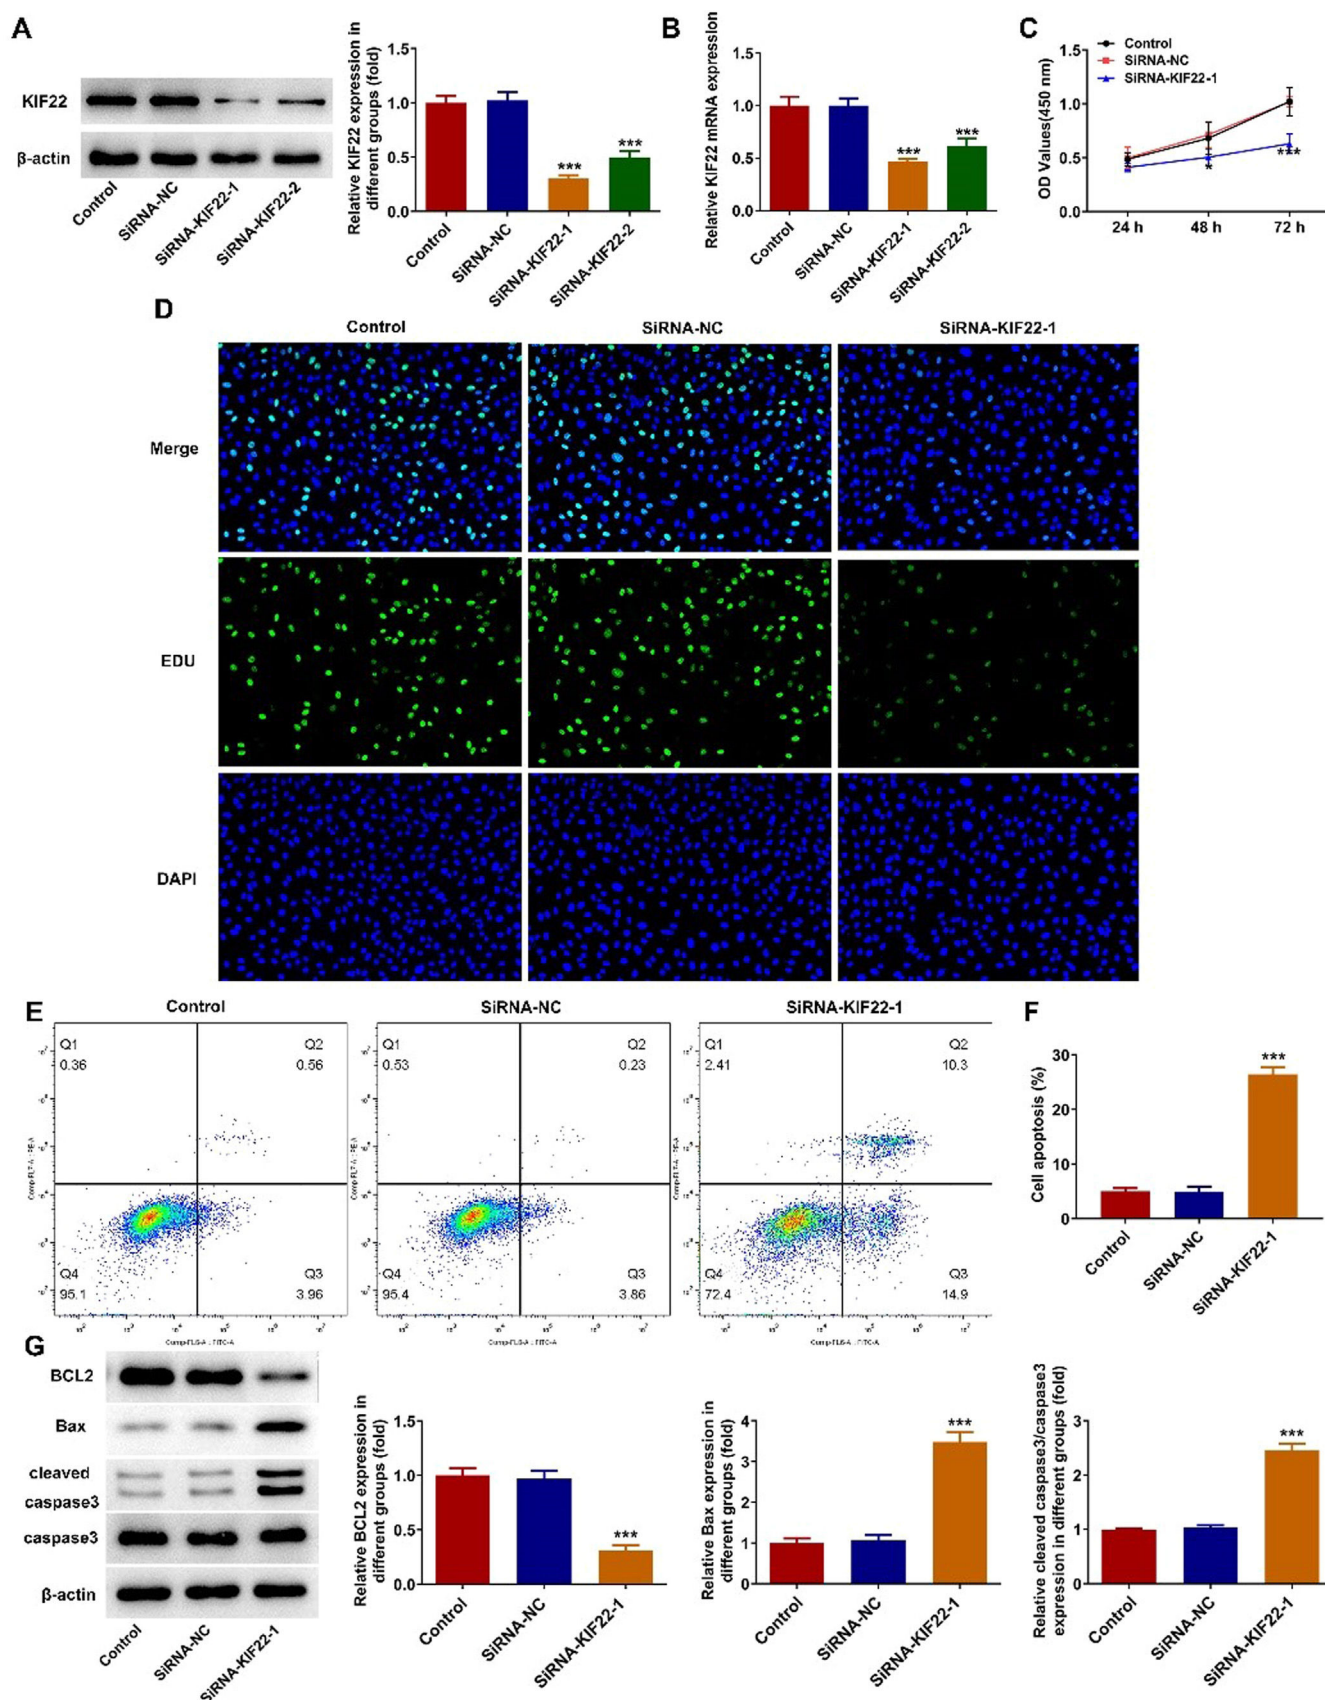 A
KIF22
β-actin
Control
SiRNA-NC
SiRNA-KIF22-1
SiRNA-KIF22-2
Relative KIF22 expression in
different groups (fold)
1.5
1.0
0.5
0.0
***
***
Control
SiRNA-NC
SiRNA-KIF22-1
SiRNA-KIF22-2
B
Relative KIF22 mRNA expression
1.5
1.0
0.5
0.0
***
***
Control
SiRNA-NC
SiRNA-KIF22-1
SiRNA-KIF22-2
C
OD Values(450 nm)
1.5
1.0
0.5
0.0
Control
SiRNA-NC
SiRNA-KIF22-1
*
***
24 h
48 h
72 h
D
Control
SiRNA-NC
SiRNA-KIF22-1
Merge
EDU
DAPI
E
Control
Q1
0.36
Q2
0.56
Q4
95.1
Q3
3.96
SiRNA-NC
Q1
0.53
Q2
0.23
Q4
95.4
Q3
3.86
SiRNA-KIF22-1
Q1
2.41
Q2
10.3
Q4
72.4
Q3
14.9
F
Cell apoptosis (%)
30
20
10
0
***
Control
SiRNA-NC
SiRNA-KIF22-1
G
BCL2
Bax
cleaved
caspase3
caspase3
β-actin
Control
SiRNA-NC
SiRNA-KIF22-1
Relative BCL2 expression in
different groups (fold)
1.5
1.0
0.5
0.0
***
Control
SiRNA-NC
SiRNA-KIF22-1
Relative Bax expression in
different groups (fold)
4
3
2
1
0
***
Control
SiRNA-NC
SiRNA-KIF22-1
Relative cleaved caspase3/caspase3
expression in different groups (fold)
3
2
1
0
***
Control
SiRNA-NC
SiRNA-KIF22-1